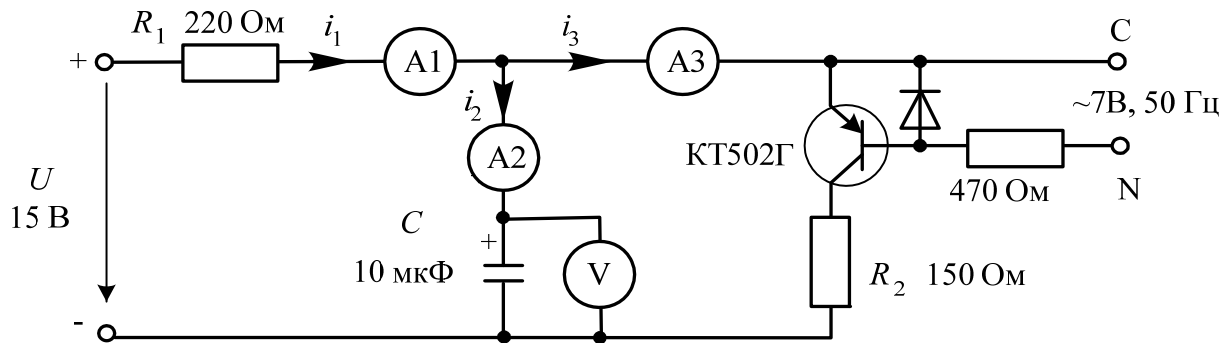 R1 220 Ом
i1
A1
i3
A3
C
+
i2
A2
КТ502Г
~7В, 50 Гц
470 Ом
N
U
15 В
C
10 мкФ
+
V
R2 150 Ом
-